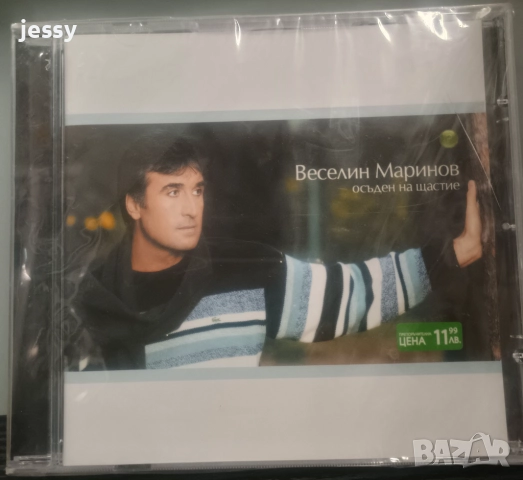 jessy
Веселин Маринов
осъден на щастие
ЦЕНА 11 99 ЛВ.
BAZAR